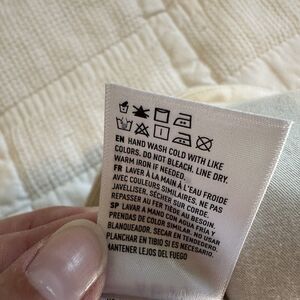 EN HAND WASH COLD WITH LIKE
COLORS. DO NOT BLEACH. LINE DRY.
WARM IRON IF NEEDED.
FR LAVER À LA MAIN À L'EAU FROIDE
AVEC COULEURS SIMILAIRES. NE PAS
JAVELLISER. SÉCHER SUR CORDE.
REPASSER AU FER TIÈDE AU BESOIN.
SP LAVAR A MANO CON AGUA FRÍA Y
PRENDAS DE COLOR SIMILAR. NO USAR
BLANQUEADOR. SECAR EN TENDEDERO.
PLANCHAR EN TIBIO SI ES NECESARIO.
MANTENER LEJOS DEL FUEGO